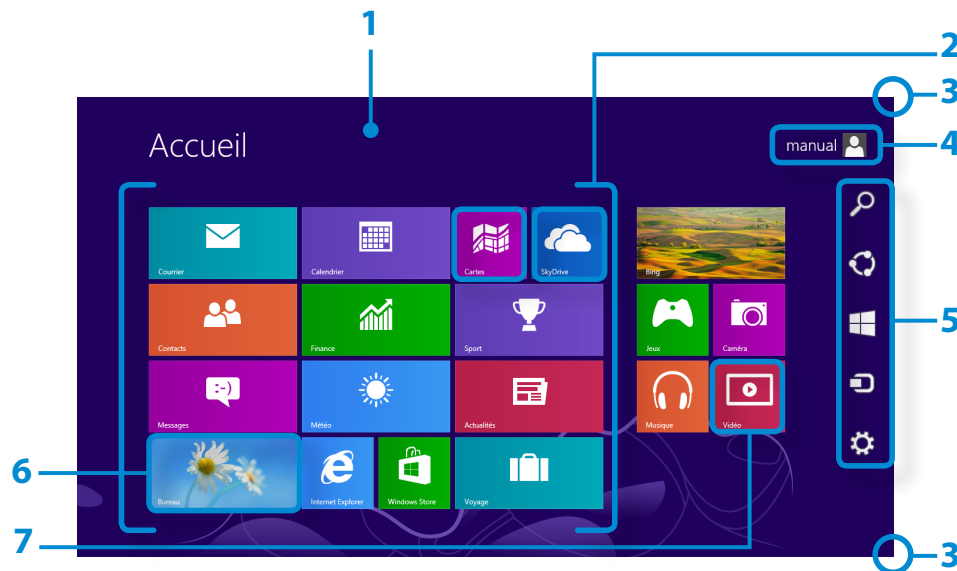 1
2
3
Accueil
manual
4
Courrier
Calendrier
Cartes
SkyDrive
Bing
Contacts
Finance
Sport
Jeux
Caméra
5
:-)
Messages
Météo
Actualités
Musique
Vidéo
6
Bureau
Internet Explorer
Windows Store
Voyage
7
3